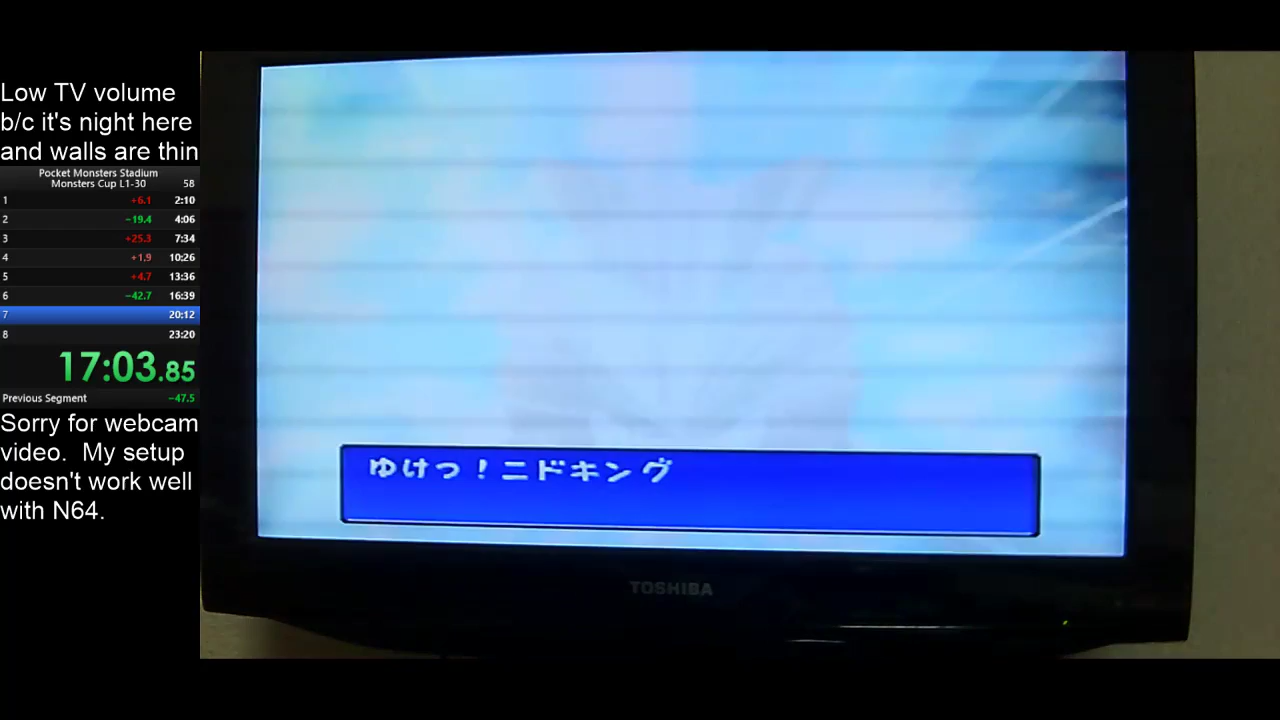 Low TV volume
b/c it's night here
and walls are thin
Pocket Monsters Stadium
Monsters Cup L1-30 58
1 +6.1 2:10
2 −19.4 4:06
3 +25.3 7:34
4 +1.9 10:26
5 +4.7 13:36
6 −42.7 16:39
7 20:12
8 23:20
17:03.85
Previous Segment −47.5
Sorry for webcam
video. My setup
doesn't work well
with N64.
ゆけっ！ニドキング
TOSHIBA